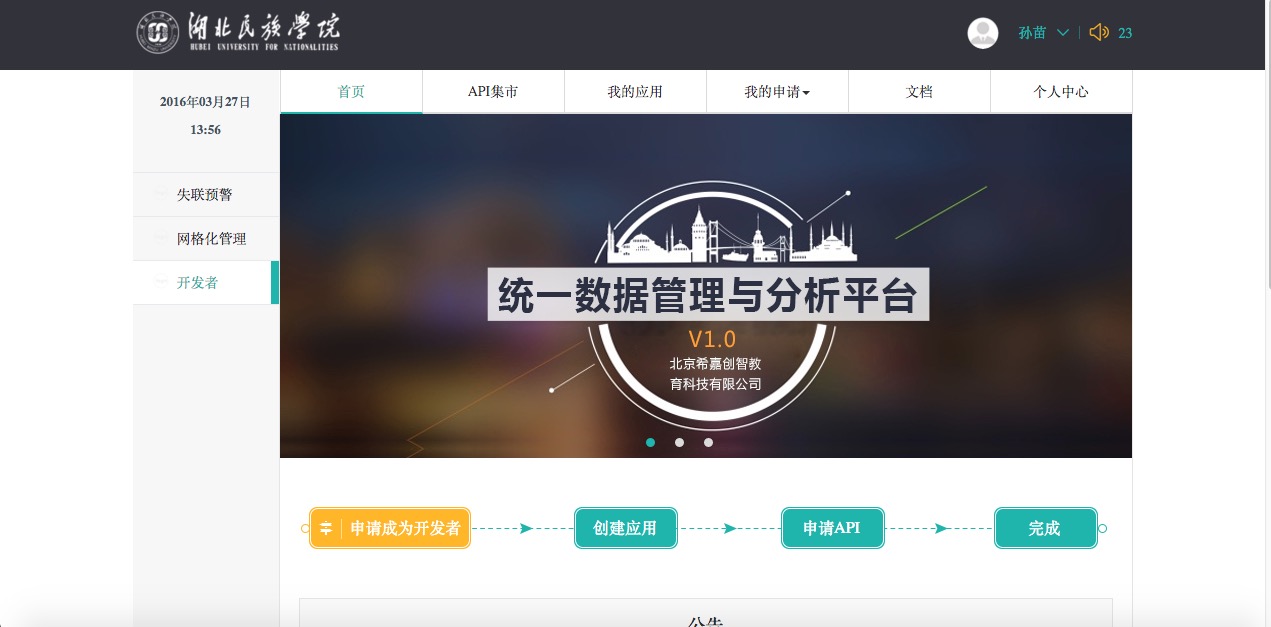 湖北民族学院
HUBEI UNIVERSITY FOR NATIONALITIES
孙苗
23
2016年03月27日
13:56
首页
API集市
我的应用
我的申请
文档
个人中心
失联预警
网格化管理
开发者
统一数据管理与分析平台
V1.0
北京希嘉创智教
育科技有限公司
申请成为开发者
创建应用
申请API
完成
公告